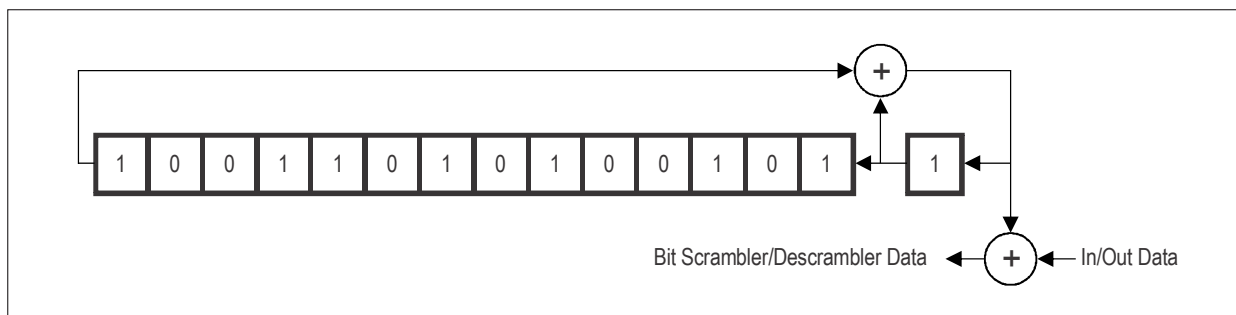 +
1 0 0 1 1 0 1 0 1 0 0 1 0 1 1
Bit Scrambler/Descrambler Data + In/Out Data